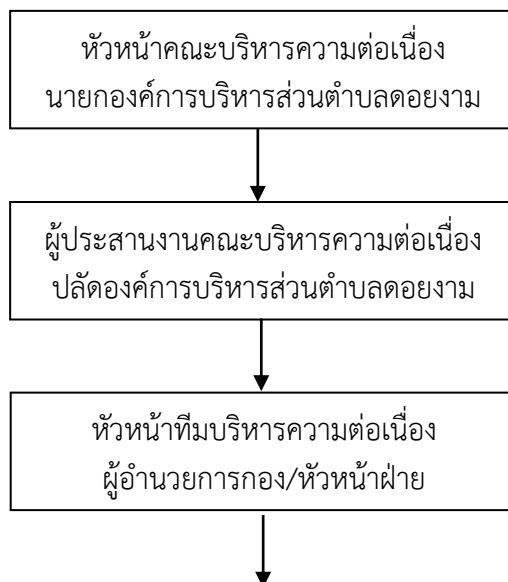 หัวหน้าคณะบริหารความต่อเนื่อง
นายกองค์การบริหารส่วนตำบลดอยงาม
ผู้ประสานงานคณะบริหารความต่อเนื่อง
ปลัดองค์การบริหารส่วนตำบลดอยงาม
หัวหน้าทีมบริหารความต่อเนื่อง
ผู้อำนวยการกอง/หัวหน้าฝ่าย